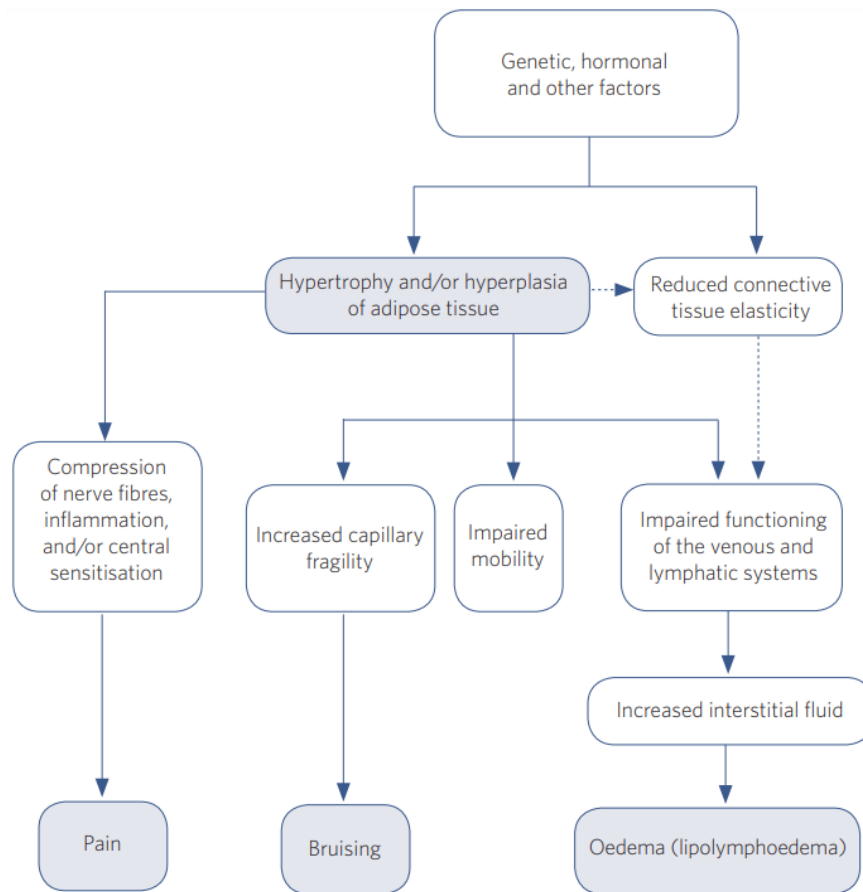 Genetic, hormonal
and other factors
Hypertrophy and/or hyperplasia
of adipose tissue
Reduced connective
tissue elasticity
Compression
of nerve fibres,
inflammation,
and/or central
sensitisation
Increased capillary
fragility
Impaired
mobility
Impaired functioning
of the venous and
lymphatic systems
Increased interstitial fluid
Pain
Bruising
Oedema (lipolymphoedema)